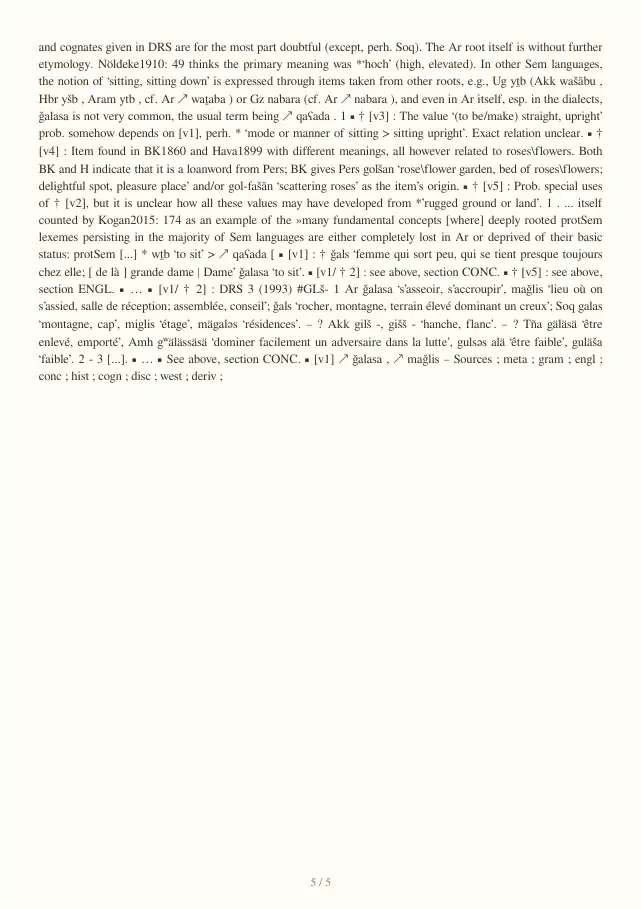 and cognates given in DRS are for the most part doubtful (except, perh. Soq). The Ar root itself is without further
etymology. Nöldeke1910: 49 thinks the primary meaning was *‘hoch’ (high, elevated). In other Sem languages,
the notion of ‘sitting, sitting down’ is expressed through items taken from other roots, e.g., Ug yṯb (Akk wašābu ,
Hbr yšb , Aram ytb , cf. Ar ↗ waṯaba ) or Gz nabara (cf. Ar ↗ nabara ), and even in Ar itself, esp. in the dialects,
ǧalasa is not very common, the usual term being ↗ qaʕada . 1 ▪ † [v3] : The value ‘(to be/make) straight, upright’
prob. somehow depends on [v1], perh. * ‘mode or manner of sitting > sitting upright’. Exact relation unclear. ▪ †
[v4] : Item found in BK1860 and Hava1899 with different meanings, all however related to roses\flowers. Both
BK and H indicate that it is a loanword from Pers; BK gives Pers golšan ‘rose\flower garden, bed of roses\flowers;
delightful spot, pleasure place’ and/or gol-fašān ‘scattering roses’ as the item’s origin. ▪ † [v5] : Prob. special uses
of † [v2], but it is unclear how all these values may have developed from *‘rugged ground or land’. 1 . ... itself
counted by Kogan2015: 174 as an example of the »many fundamental concepts [where] deeply rooted protSem
lexemes persisting in the majority of Sem languages are either completely lost in Ar or deprived of their basic
status: protSem [...] * wṯb ‘to sit’ > ↗ qaʕada [ ▪ [v1] : † ǧals ‘femme qui sort peu, qui se tient presque toujours
chez elle; [ de là ] grande dame | Dame’ ǧalasa ‘to sit’. ▪ [v1/ † 2] : see above, section CONC. ▪ † [v5] : see above,
section ENGL. ▪ … ▪ [v1/ † 2] : DRS 3 (1993) #GLš- 1 Ar ǧalasa ‘s’asseoir, s’accroupir’, maǧlis ‘lieu où on
s’assied, salle de réception; assemblée, conseil’; ǧals ‘rocher, montagne, terrain élevé dominant un creux’; Soq galas
‘montagne, cap’, miglis ‘étage’, mägaləs ‘résidences’. – ? Akk gilš -, gišš - ‘hanche, flanc’. – ? Tña gäläsä ‘être
enlevé, emporté’, Amh gʷälässäsä ‘dominer facilement un adversaire dans la lutte’, gulsəs alä ‘être faible’, guläša
‘faible’. 2 - 3 [...]. ▪ … ▪ See above, section CONC. ▪ [v1] ↗ ǧalasa , ↗ maǧlis – Sources ; meta ; gram ; engl ;
conc ; hist ; cogn ; disc ; west ; deriv ;
5 / 5